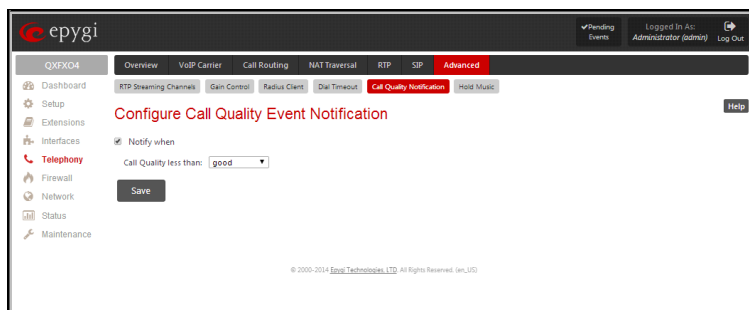 epygi
Pending Events
Logged In As:
Administrator (admin)
Log Out
QXFXO4
Overview VoIP Carrier Call Routing NAT Traversal RTP SIP Advanced
Dashboard
Setup
Extensions
Interfaces
Telephony
Firewall
Network
Status
Maintenance
RTP Streaming Channels Gain Control Radius Client Dial Timeout Call Quality Notification Hold Music
Help
Configure Call Quality Event Notification
Notify when
Call Quality less than: good
Save
© 2000-2014 Epygi Technologies, LTD. All Rights Reserved. (en_US)